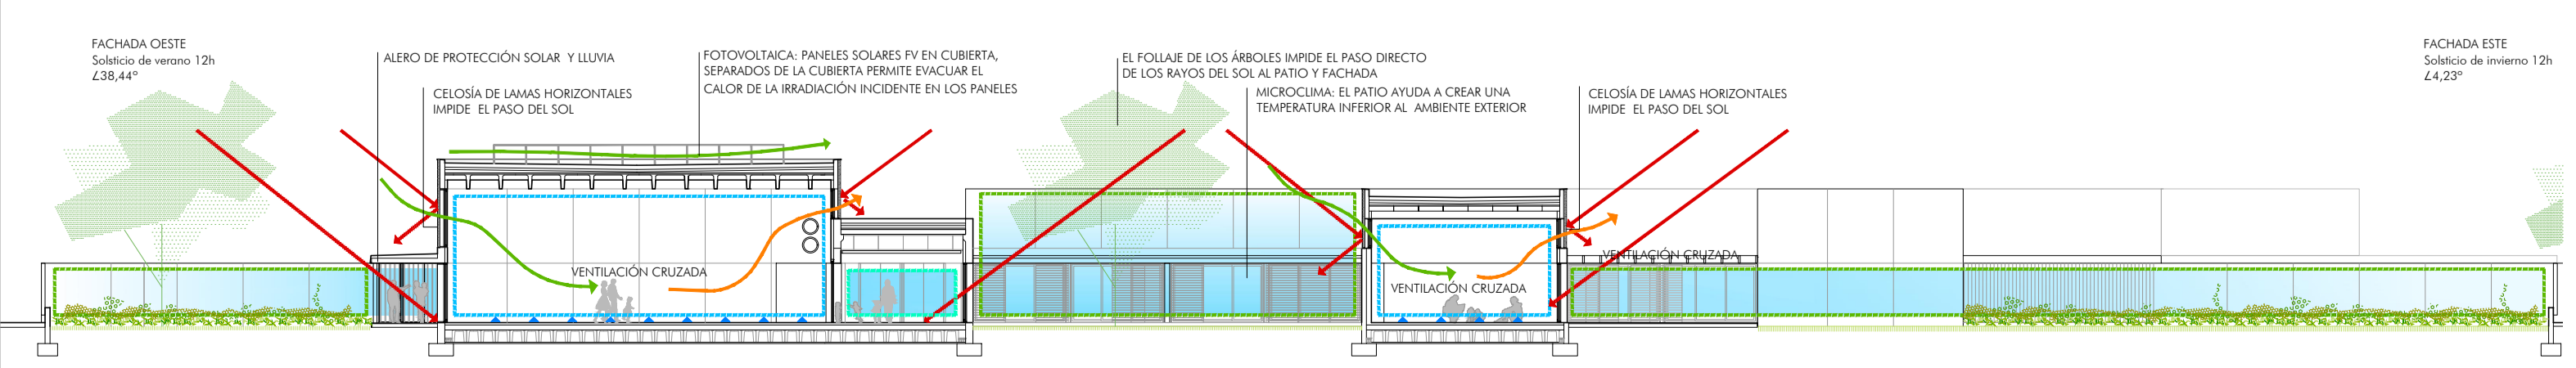 FACHADA OESTE
Solsticio de verano 12h
∠38,44º
ALERO DE PROTECCIÓN SOLAR Y LLUVIA
CELOSÍA DE LAMAS HORIZONTALES
IMPIDE EL PASO DEL SOL
FOTOVOLTAICA: PANELES SOLARES FV EN CUBIERTA,
SEPARADOS DE LA CUBIERTA PERMITE EVACUAR EL
CALOR DE LA IRRADIACIÓN INCIDENTE EN LOS PANELES
EL FOLLAJE DE LOS ÁRBOLES IMPIDE EL PASO DIRECTO
DE LOS RAYOS DEL SOL AL PATIO Y FACHADA
MICROCLIMA: EL PATIO AYUDA A CREAR UNA
TEMPERATURA INFERIOR AL AMBIENTE EXTERIOR
CELOSÍA DE LAMAS HORIZONTALES
IMPIDE EL PASO DEL SOL
FACHADA ESTE
Solsticio de invierno 12h
∠4,23º
VENTILACIÓN CRUZADA
VENTILACIÓN CRUZADA
VENTILACIÓN CRUZADA